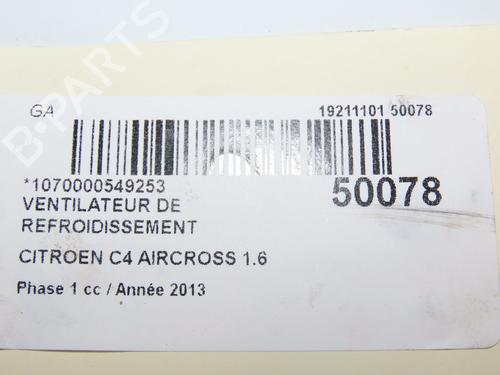 GA
19211101 50078
*1070000549253
50078
VENTILATEUR DE
REFROIDISSEMENT
CITROEN C4 AIRCROSS 1.6
Phase 1 cc / Année 2013
B-PARTS